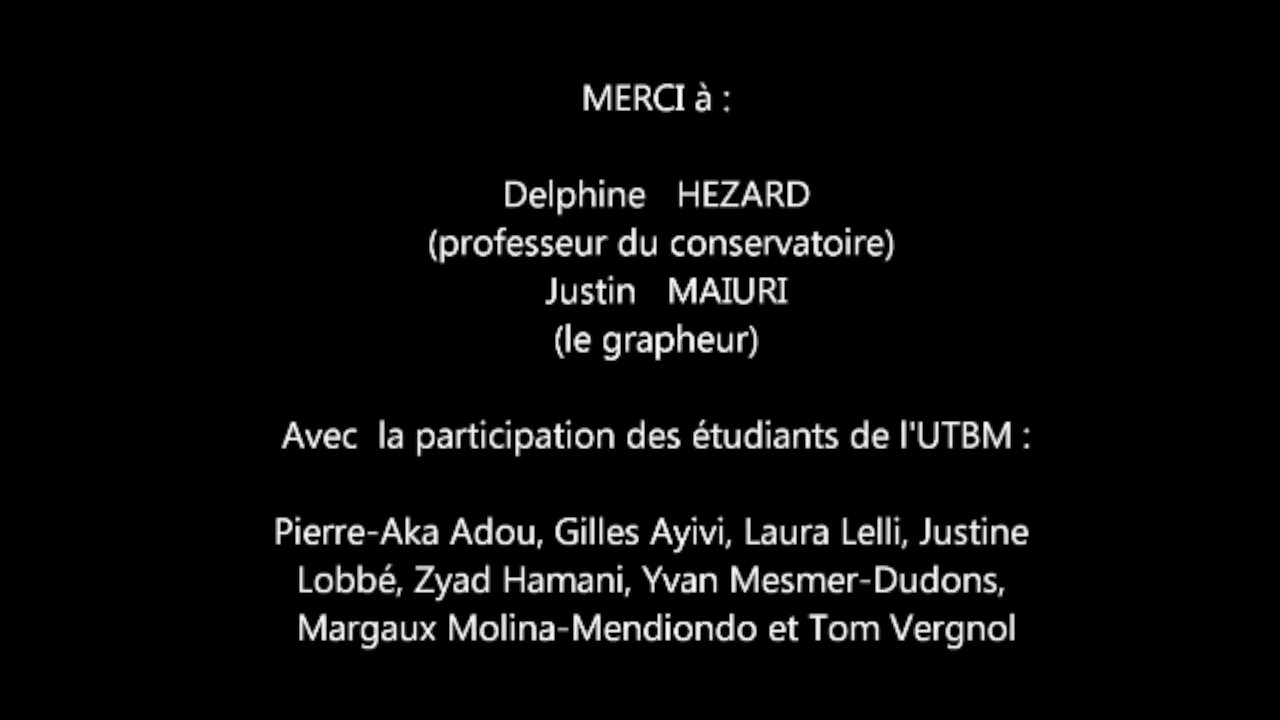 MERCI à :
Delphine HEZARD
(professeur du conservatoire)
Justin MAIURI
(le grapheur)
Avec la participation des étudiants de l'UTBM :
Pierre-Aka Adou, Gilles Ayivi, Laura Lelli, Justine
Lobbé, Zyad Hamani, Yvan Mesmer-Dudons,
Margaux Molina-Mendiondo et Tom Vergnol